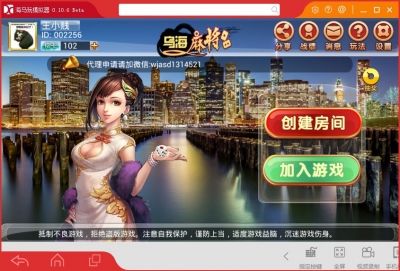 海马玩模拟器 0.10.6 Beta
王小贱
ID: 002256
102 +
乌海麻将
分享 战绩 消息 玩法 设置
代理申请请加微信:wjasd1314521
抽奖
创建房间
加入游戏
抵制不良游戏，拒绝盗版游戏。注意自我保护，谨防上当，适度游戏益脑，沉迷游戏伤身。
全屏